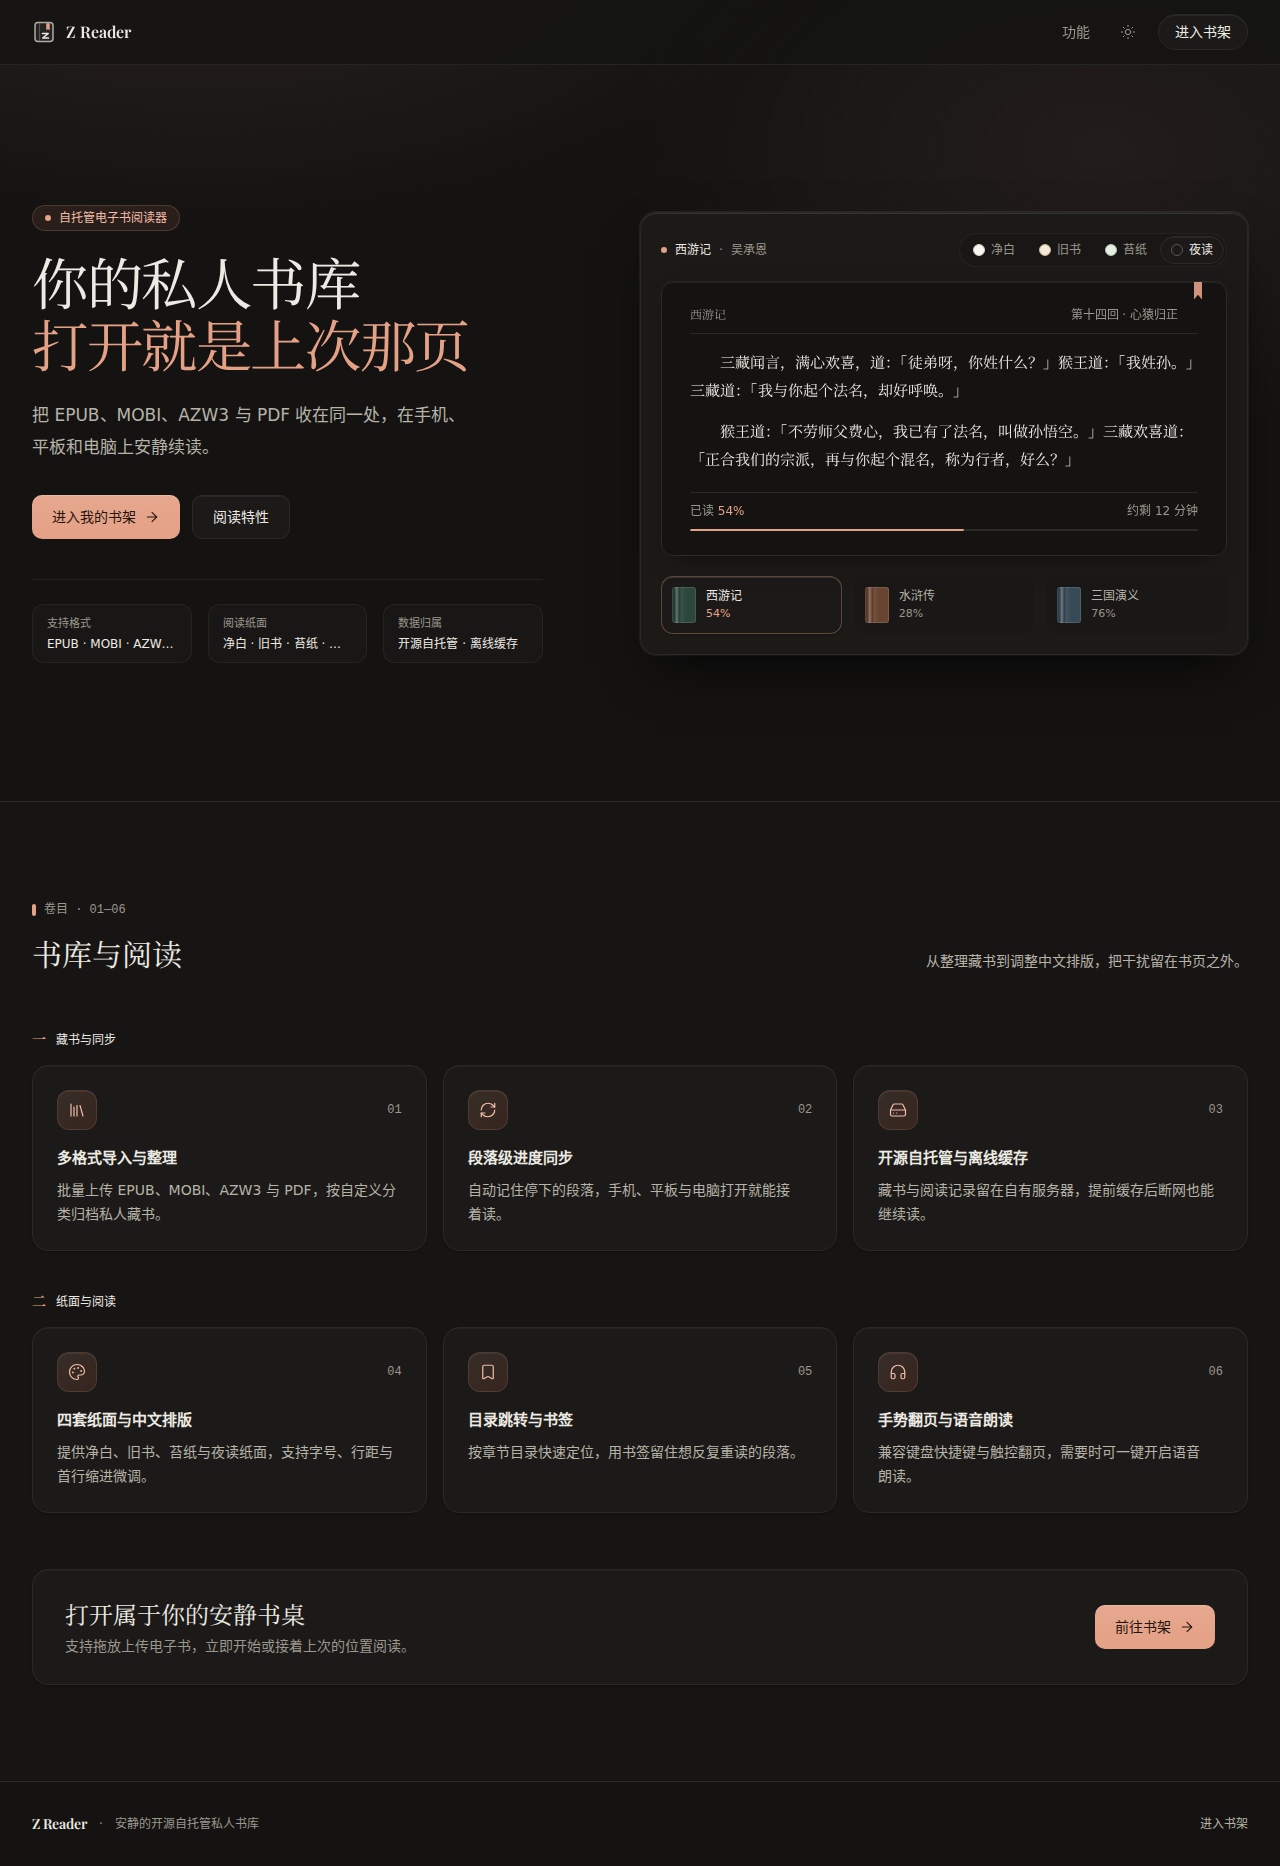 Z Reader
功能
进入书架
自托管电子书阅读器
你的私人书库
打开就是上次那页
把 EPUB、MOBI、AZW3 与 PDF 收在同一处，在手机、
平板和电脑上安静续读。
进入我的书架
阅读特性
支持格式
EPUB · MOBI · AZW...
阅读纸面
净白 · 旧书 · 苔纸 · ...
数据归属
开源自托管 · 离线缓存
西游记 · 吴承恩
净白
旧书
苔纸
夜读
西游记
第十四回 · 心猿归正
三藏闻言，满心欢喜，道：「徒弟呀，你姓什么？」猴王道：「我姓孙。」
三藏道：「我与你起个法名，却好呼唤。」
猴王道：「不劳师父费心，我已有了法名，叫做孙悟空。」三藏欢喜道：
「正合我们的宗派，再与你起个混名，称为行者，好么？」
已读 54%
约剩 12 分钟
西游记
54%
水浒传
28%
三国演义
76%
卷目 · 01—06
书库与阅读
从整理藏书到调整中文排版，把干扰留在书页之外。
一 藏书与同步
01
多格式导入与整理
批量上传 EPUB、MOBI、AZW3 与 PDF，按自定义分
类归档私人藏书。
02
段落级进度同步
自动记住停下的段落，手机、平板与电脑打开就能接
着读。
03
开源自托管与离线缓存
藏书与阅读记录留在自有服务器，提前缓存后断网也能
继续读。
二 纸面与阅读
04
四套纸面与中文排版
提供净白、旧书、苔纸与夜读纸面，支持字号、行距与
首行缩进微调。
05
目录跳转与书签
按章节目录快速定位，用书签留住想反复重读的段落。
06
手势翻页与语音朗读
兼容键盘快捷键与触控翻页，需要时可一键开启语音
朗读。
打开属于你的安静书桌
支持拖放上传电子书，立即开始或接着上次的位置阅读。
前往书架
Z Reader · 安静的开源自托管私人书库
进入书架